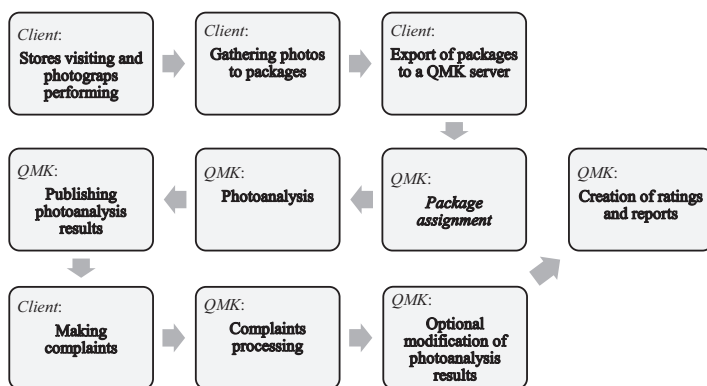 Client:
Stores visiting and
photograps
performing
Client:
Gathering photos
to packages
Client:
Export of packages
to a QMK server
QMK:
Package
assignment
QMK:
Photoanalysis
QMK:
Publishing
photoanalysis
results
Client:
Making
complaints
QMK:
Complaints
processing
QMK:
Optional
modification of
photoanalysis
results
QMK:
Creation of ratings
and reports